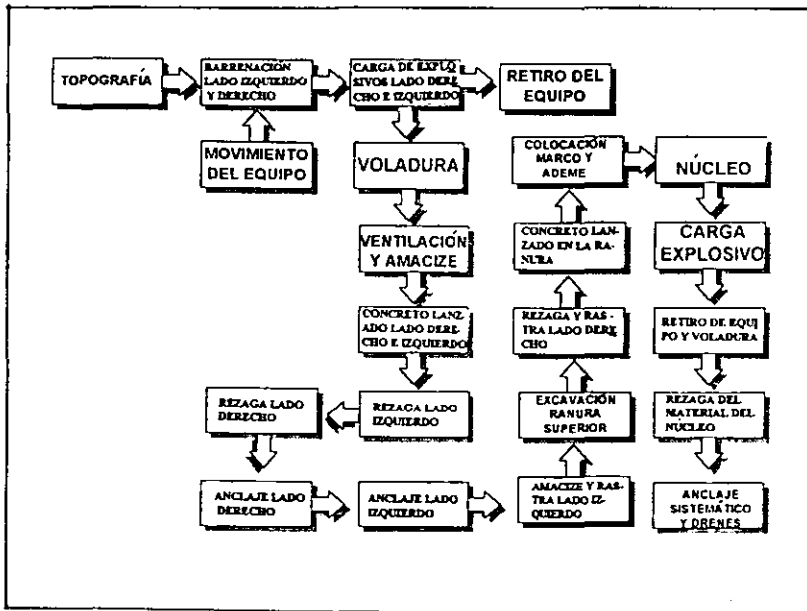 TOPOGRAFÍA
BARRENACIÓN
LADO IZQUIERDO
Y DERECHO
CARGA DE EXPLO
SIVOS LADO DERE
CHO E IZQUIERDO
RETIRO DEL
EQUIPO
MOVIMIENTO
DEL EQUIPO
VOLADURA
VENTILACIÓN
Y AMACIZE
CONCRETO LANZ-
ADO LADO DERE-
CHO E IZQUIERDO
REZAGA LADO
IZQUIERDO
REZAGA LADO
DERECHO
ANCLAJE LADO
DERECHO
ANCLAJE LADO
IZQUIERDO
AMACIZE Y RAS-
TRA LADO IZ-
QUIERDO
EXCAVACIÓN
RANURA
SUPERIOR
REZAGA Y RAS-
TRA LADO DERE-
CHO
CONCRETO LAN-
ZADO EN LA RA-
NURA
COLOCACIÓN
MARCO Y
ADEME
NÚCLEO
CARGA
EXPLOSIVO
RETIRO DE EQUI
PO Y VOLADURA
REZAGA DEL
MATERIAL DEL
NÚCLEO
ANCLAJE
SISTEMÁTICO
Y DRENES